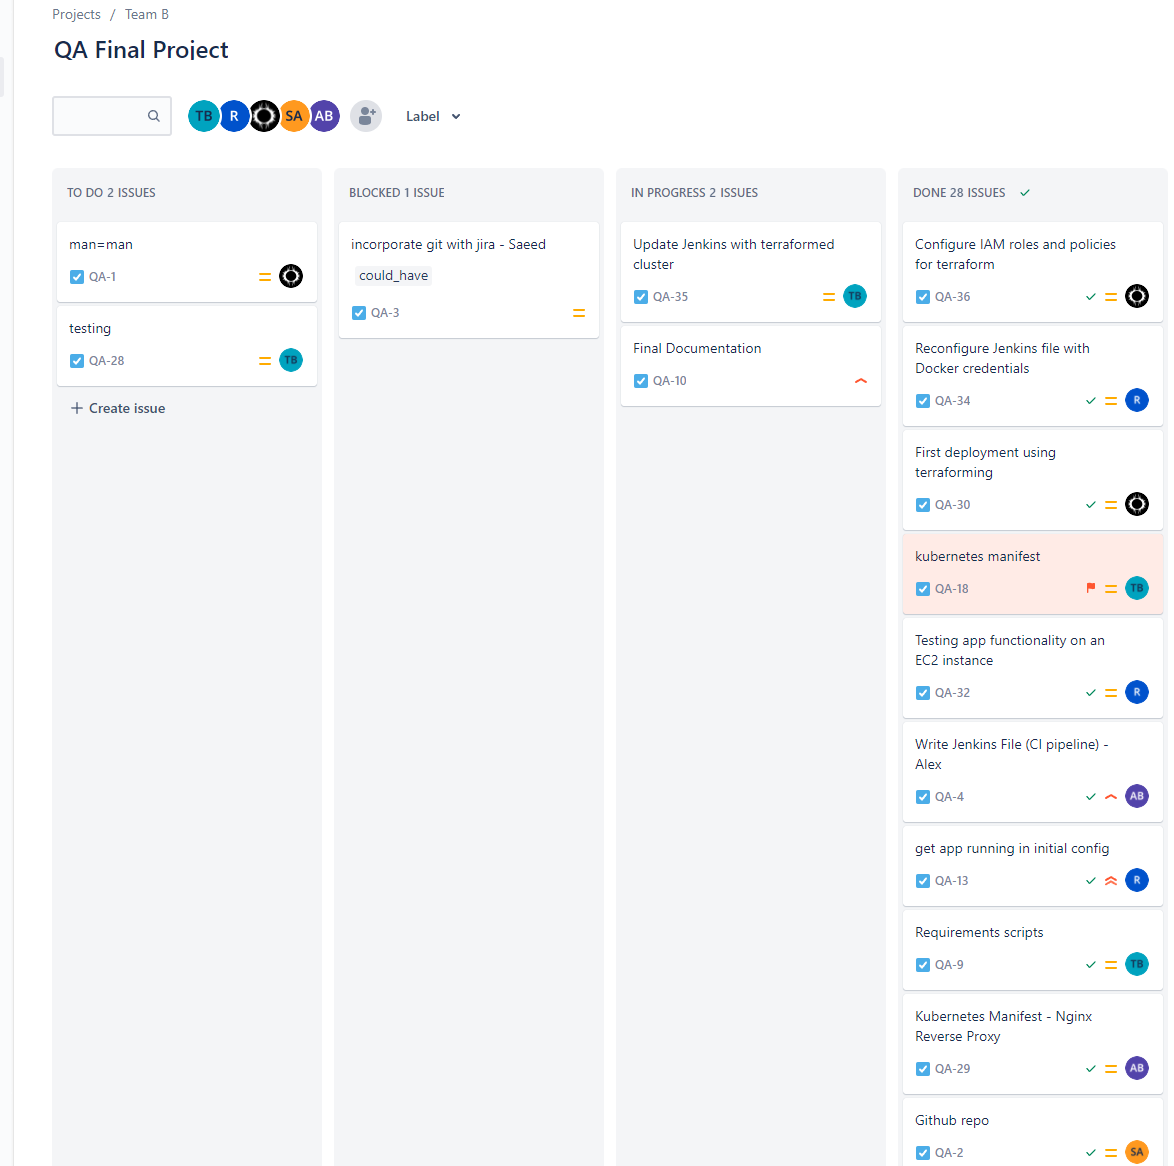 Projects / Team B
QA Final Project
TB R SA AB Label
TO DO 2 ISSUES
man=man
QA-1
testing
QA-28 TB
Create issue
BLOCKED 1 ISSUE
incorporate git with jira - Saeed
could_have
QA-3
IN PROGRESS 2 ISSUES
Update Jenkins with terraformed
cluster
QA-35 TB
Final Documentation
QA-10
DONE 28 ISSUES
Configure IAM roles and policies
for terraform
QA-36
Reconfigure Jenkins file with
Docker credentials
QA-34 R
First deployment using
terraforming
QA-30
kubernetes manifest
QA-18 TB
Testing app functionality on an
EC2 instance
QA-32 R
Write Jenkins File (CI pipeline) -
Alex
QA-4 AB
get app running in initial config
QA-13 R
Requirements scripts
QA-9 TB
Kubernetes Manifest - Nginx
Reverse Proxy
QA-29 AB
Github repo
QA-2 SA